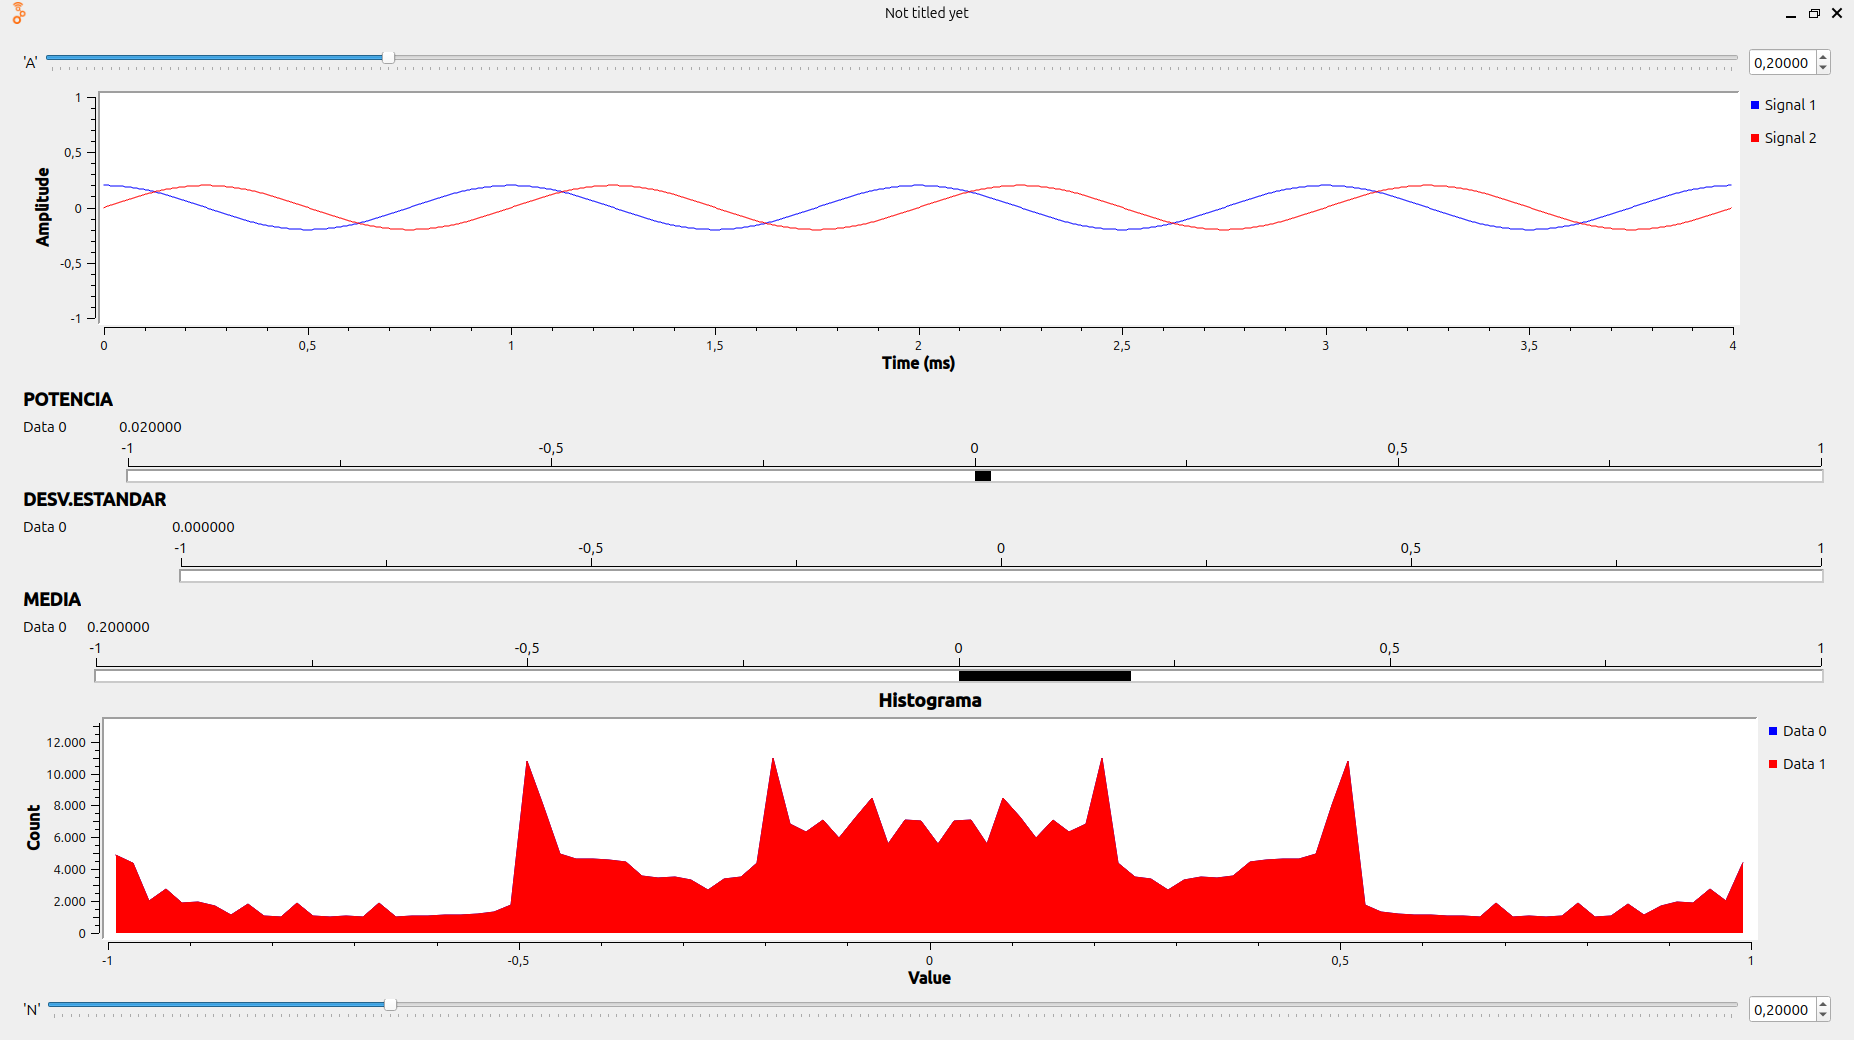 Not titled yet
'A'
0,20000
1
0,5
0
-0,5
-1
Amplitude
Signal 1
Signal 2
0 0,5 1 1,5 2 2,5 3 3,5 4
Time (ms)
POTENCIA
Data 0 0.020000
-1 -0,5 0 0,5 1
DESV.ESTANDAR
Data 0 0.000000
-1 -0,5 0 0,5 1
MEDIA
Data 0 0.200000
-1 -0,5 0 0,5 1
Histograma
12.000
10.000
8.000
6.000
4.000
2.000
0
Count
Data 0
Data 1
-1 -0,5 0 0,5 1
Value
'N'
0,20000